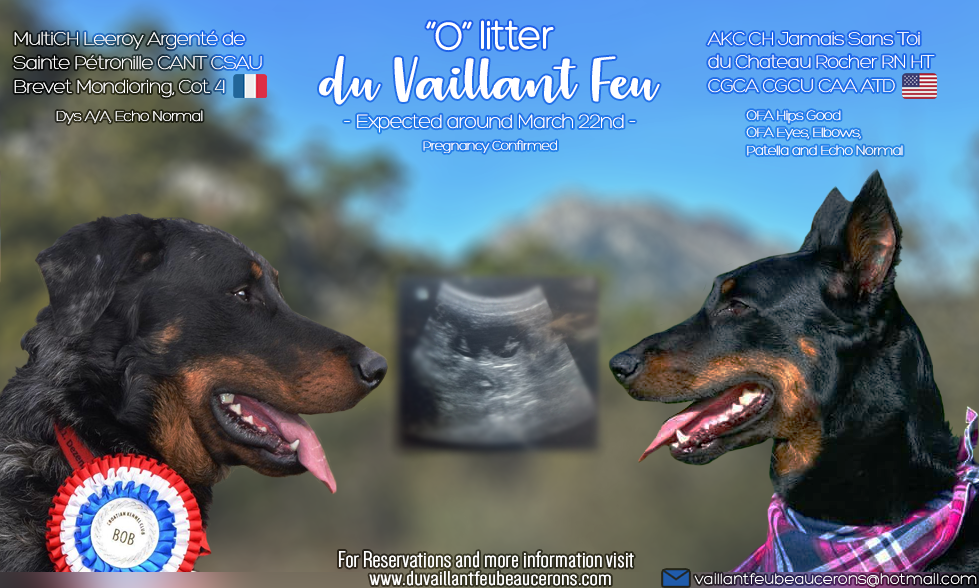 MultiCH Leeroy Argenté de
Sainte Pétronille CANT CSAU
Brevet Mondioring, Cot. 4
Dys A/A, Echo Normal
"O" litter
du Vaillant Feu
- Expected around March 22nd -
Pregnancy Confirmed
AKC CH Jamais Sans Toi
du Chateau Rocher RN HT
CGCA CGCU CAA ATD
OFA Hips Good
OFA Eyes, Elbows,
Patella and Echo Normal
CROATIAN KENNEL CLUB
BOB
For Reservations and more information visit
www.duvaillantfeubeaucerons.com
vaillantfeubeaucerons@hotmail.com